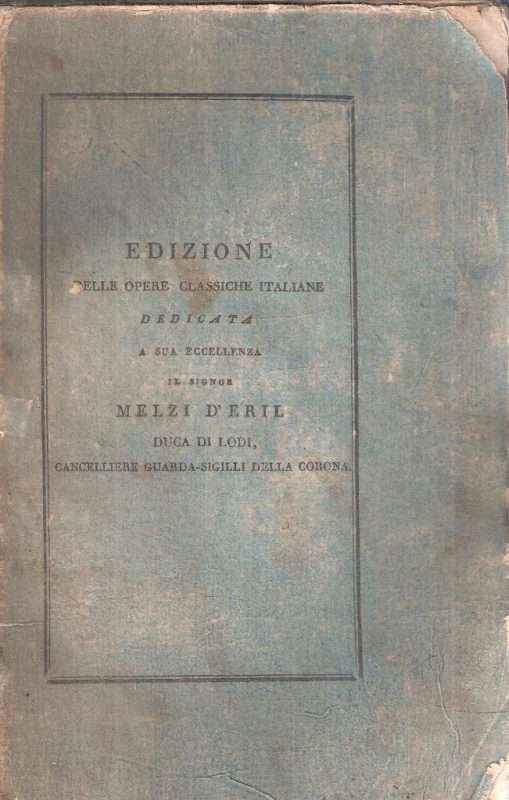 EDIZIONE
DELLE OPERE CLASSICHE ITALIANE
DEDICATA
A SUA ECCELLENZA
IL SIGNOR
MELZI D'ERIL
DUCA DI LODI,
CANCELLIERE GUARDA-SIGILLI DELLA CORONA.